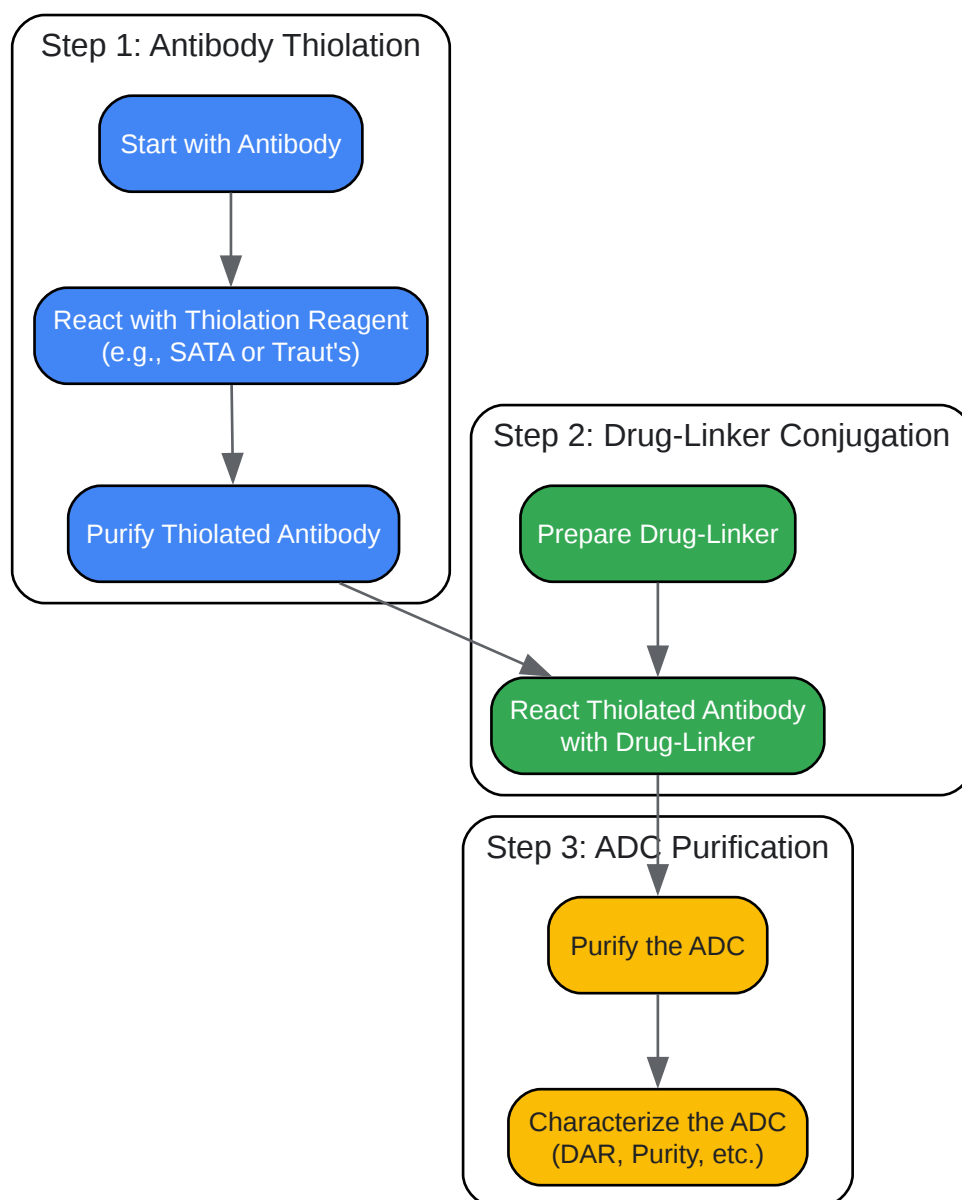 Step 1: Antibody Thiolation
Start with Antibody
React with Thiolation Reagent
(e.g., SATA or Traut's)
Purify Thiolated Antibody
Step 2: Drug-Linker Conjugation
Prepare Drug-Linker
React Thiolated Antibody
with Drug-Linker
Step 3: ADC Purification
Purify the ADC
Characterize the ADC
(DAR, Purity, etc.)